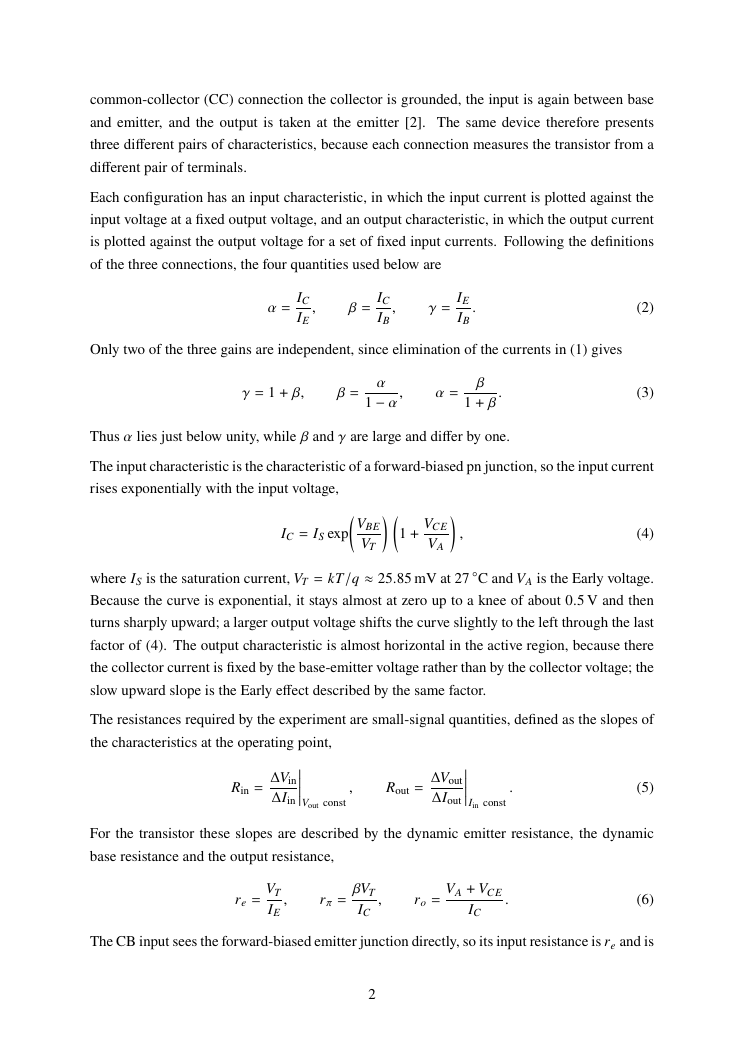 common-collector (CC) connection the collector is grounded, the input is again between base
and emitter, and the output is taken at the emitter [2]. The same device therefore presents
three different pairs of characteristics, because each connection measures the transistor from a
different pair of terminals.
Each configuration has an input characteristic, in which the input current is plotted against the
input voltage at a fixed output voltage, and an output characteristic, in which the output current
is plotted against the output voltage for a set of fixed input currents. Following the definitions
of the three connections, the four quantities used below are
α = I_C/I_E, β = I_C/I_B, γ = I_E/I_B. (2)
Only two of the three gains are independent, since elimination of the currents in (1) gives
γ = 1 + β, β = α/(1 − α), α = β/(1 + β). (3)
Thus α lies just below unity, while β and γ are large and differ by one.
The input characteristic is the characteristic of a forward-biased pn junction, so the input current
rises exponentially with the input voltage,
I_C = I_S exp(V_BE/V_T) (1 + V_CE/V_A), (4)
where I_S is the saturation current, V_T = kT/q ≈ 25.85 mV at 27 °C and V_A is the Early voltage.
Because the curve is exponential, it stays almost at zero up to a knee of about 0.5 V and then
turns sharply upward; a larger output voltage shifts the curve slightly to the left through the last
factor of (4). The output characteristic is almost horizontal in the active region, because there
the collector current is fixed by the base-emitter voltage rather than by the collector voltage; the
slow upward slope is the Early effect described by the same factor.
The resistances required by the experiment are small-signal quantities, defined as the slopes of
the characteristics at the operating point,
R_in = ΔV_in/ΔI_in |_{V_out const}, R_out = ΔV_out/ΔI_out |_{I_in const}. (5)
For the transistor these slopes are described by the dynamic emitter resistance, the dynamic
base resistance and the output resistance,
r_e = V_T/I_E, r_π = βV_T/I_C, r_o = (V_A + V_CE)/I_C. (6)
The CB input sees the forward-biased emitter junction directly, so its input resistance is r_e and is
2